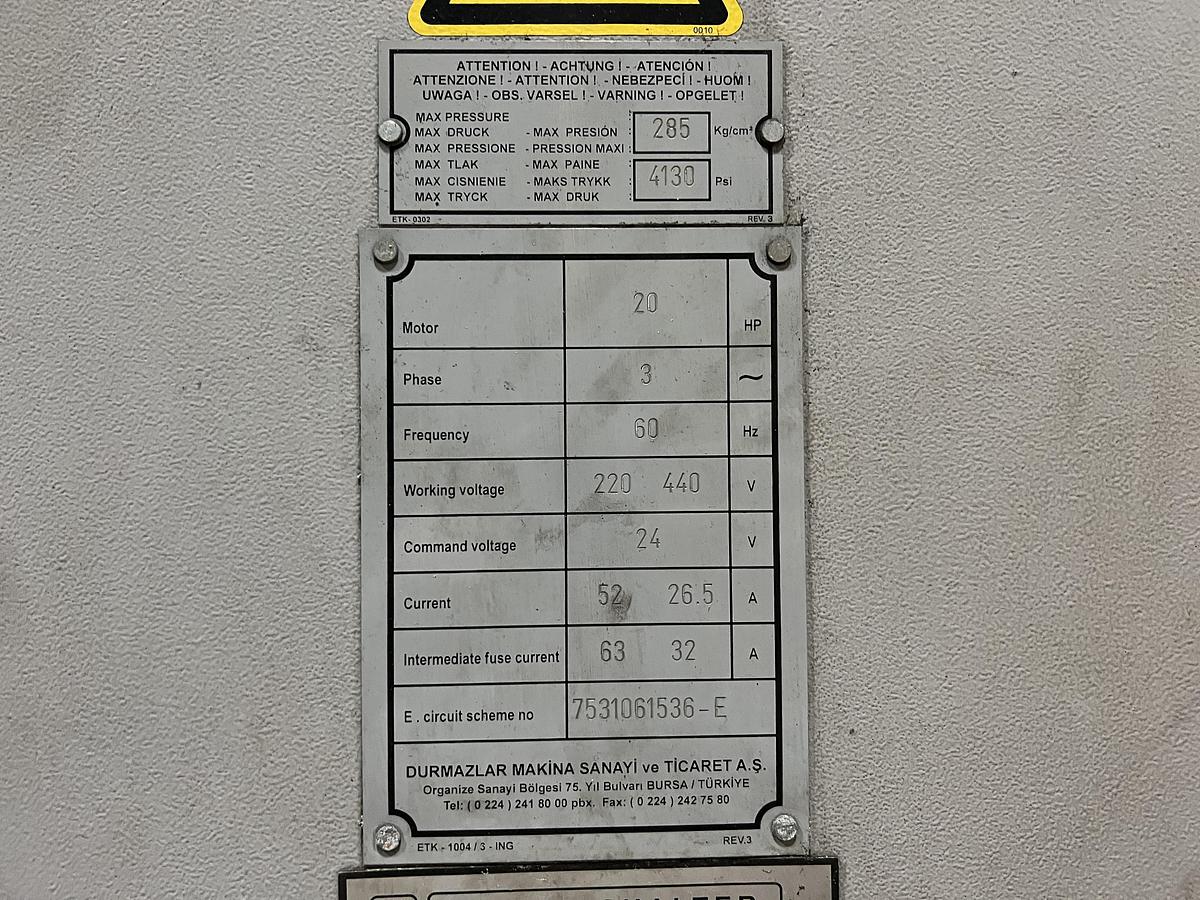 0010
ATTENTION ! - ACHTUNG ! - ATENCIÓN !
ATTENZIONE ! - ATTENTION ! - NEBEZPECÍ ! - HUOM !
UWAGA ! - OBS. VARSEL ! - VARNING ! - OPGELET !
MAX PRESSURE
MAX DRUCK - MAX PRESIÓN : 285 Kg/cm²
MAX PRESSIONE - PRESSION MAXI :
MAX TLAK - MAX PAINE
MAX CISNIENIE - MAKS TRYKK : 4130 Psi
MAX TRYCK - MAX DRUK
ETK- 0302 REV. 3
Motor 20 HP
Phase 3 ~
Frequency 60 Hz
Working voltage 220 440 V
Command voltage 24 V
Current 52 26.5 A
Intermediate fuse current 63 32 A
E . circuit scheme no 7531061536-E
DURMAZLAR MAKİNA SANAYİ ve TİCARET A.Ş.
Organize Sanayi Bölgesi 75. Yıl Bulvarı BURSA / TÜRKİYE
Tel: ( 0 224 ) 241 80 00 pbx. Fax: ( 0 224 ) 242 75 80
ETK - 1004 / 3 - ING REV.3